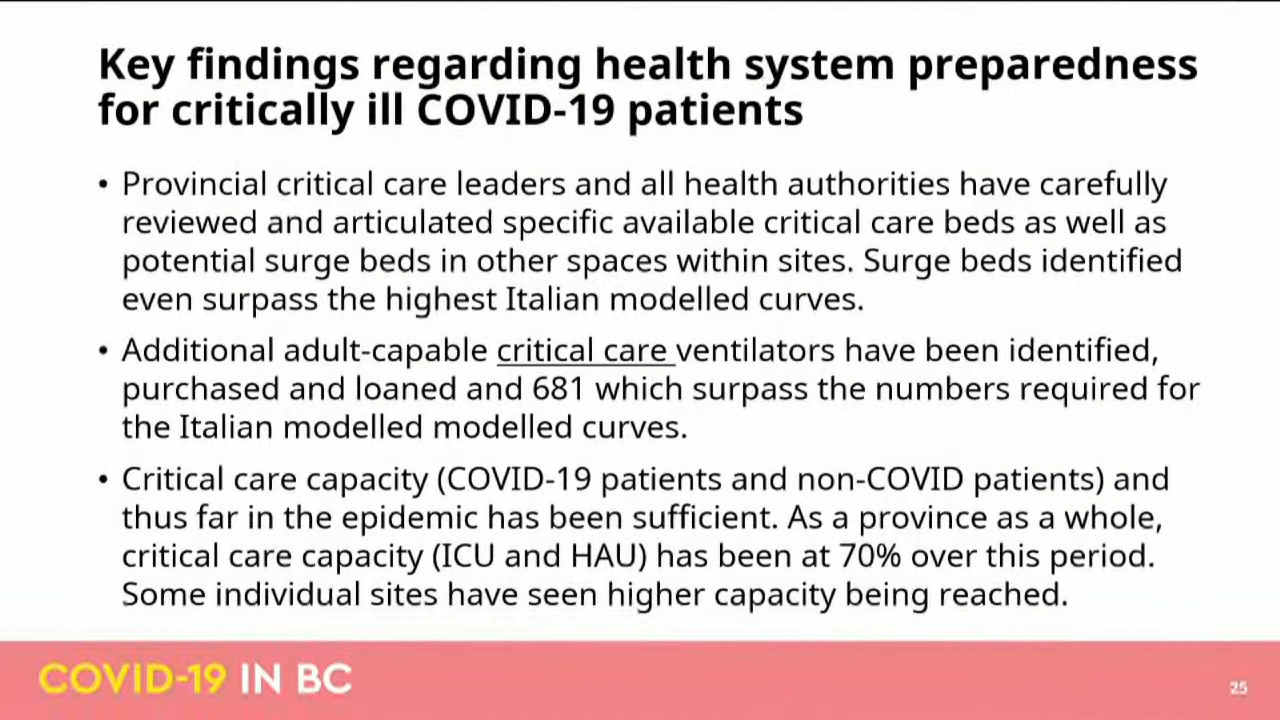 Key findings regarding health system preparedness
for critically ill COVID-19 patients
• Provincial critical care leaders and all health authorities have carefully
reviewed and articulated specific available critical care beds as well as
potential surge beds in other spaces within sites. Surge beds identified
even surpass the highest Italian modelled curves.
• Additional adult-capable critical care ventilators have been identified,
purchased and loaned and 681 which surpass the numbers required for
the Italian modelled modelled curves.
• Critical care capacity (COVID-19 patients and non-COVID patients) and
thus far in the epidemic has been sufficient. As a province as a whole,
critical care capacity (ICU and HAU) has been at 70% over this period.
Some individual sites have seen higher capacity being reached.
COVID-19 IN BC
25